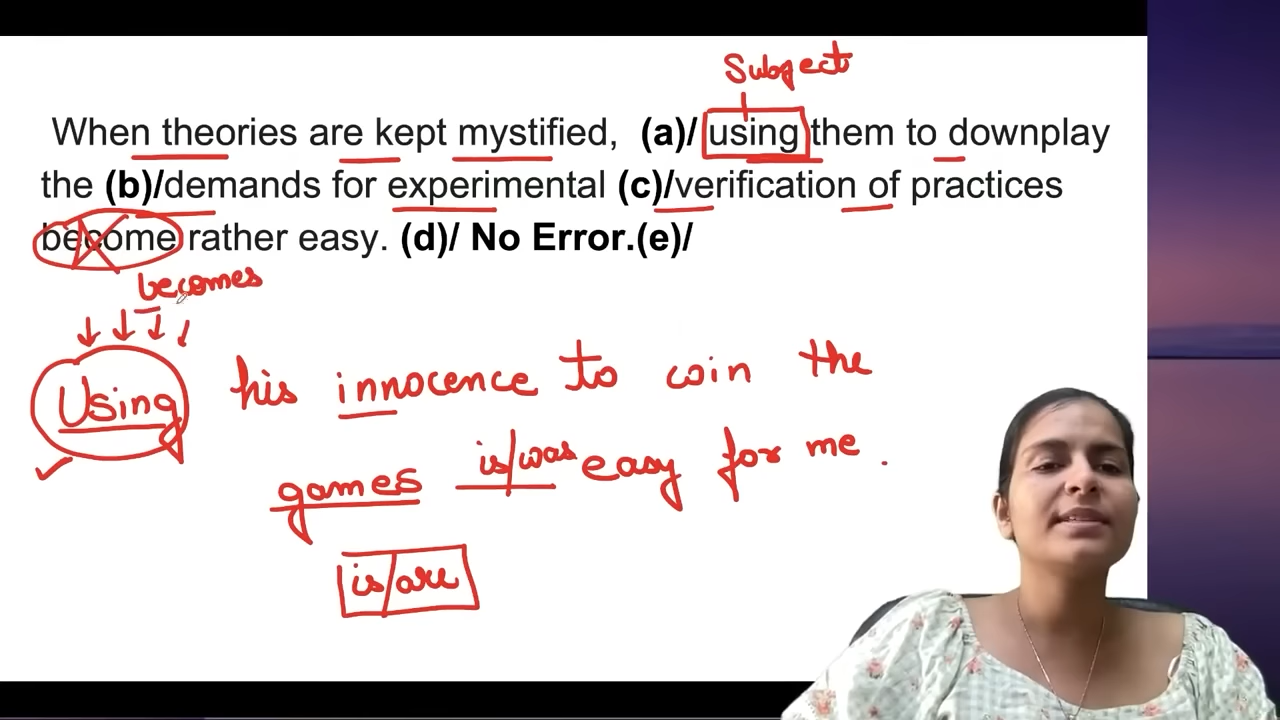 Subject
When theories are kept mystified, (a)/ using them to downplay
the (b)/demands for experimental (c)/verification of practices
become rather easy. (d)/ No Error.(e)/
becomes
Using his innocence to coin the
games is/was easy for me.
is/are